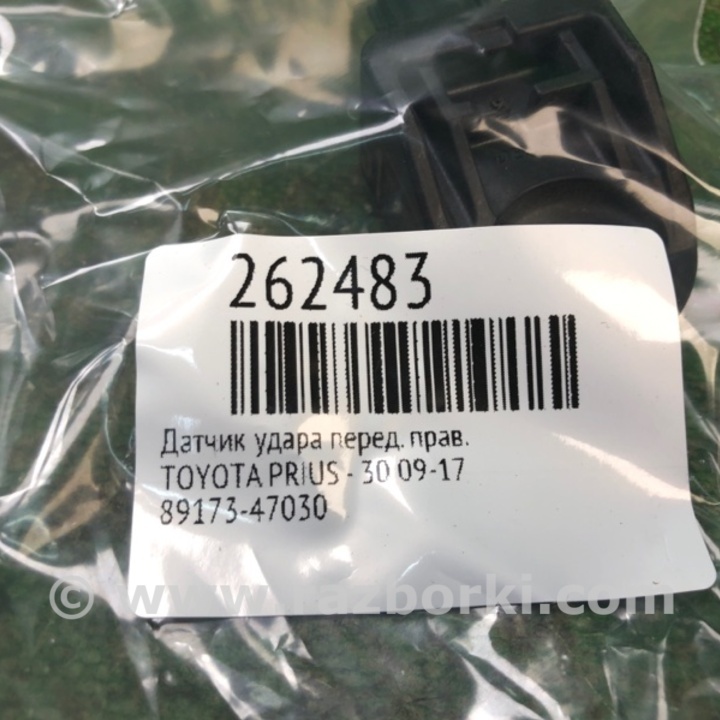 262483
Датчик удара перед. прав.
TOYOTA PRIUS - 30 09-17
89173-47030
© www.razborki.com